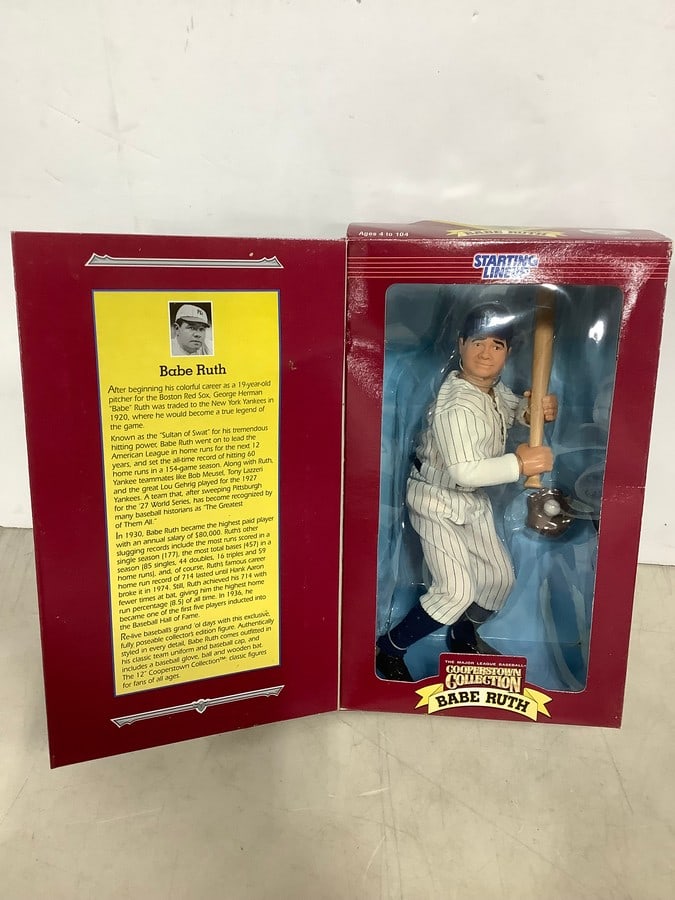 Babe Ruth
After beginning his colorful career as a 19-year-old
pitcher for the Boston Red Sox, George Herman
"Babe" Ruth was traded to the New York Yankees in
1920, where he would become a true legend of
the game.
Known as the "Sultan of Swat" for his tremendous
hitting power, Babe Ruth went on to lead the
American League in home runs for the next 12
years, and set the all-time record of hitting 60
home runs in a 154-game season. Along with Ruth,
Yankee teammates like Bob Meusel, Tony Lazzeri
and the great Lou Gehrig played for the 1927
Yankees. A team that, after sweeping Pittsburgh
for the '27 World Series, has become recognized by
many baseball historians as "The Greatest
of Them All."
In 1930, Babe Ruth became the highest paid player
with an annual salary of $80,000. Ruth's other
slugging records include the most runs scored in a
single season (177), the most total bases (457) in a
season (85 singles, 44 doubles, 16 triples and 59
home runs), and, of course, Ruth's famous career
home run record of 714 lasted until Hank Aaron
broke it in 1974. Still, Ruth achieved his 714 with
fewer times at bat, giving him the highest home
run percentage (8.5) of all time. In 1936, he
became one of the first five players inducted into
the Baseball Hall of Fame.
Re-live baseball's grand 'ol days with this exclusive,
fully poseable collector's edition figure. Authentically
styled in every detail, Babe Ruth comes outfitted in
his classic team uniform and baseball cap, and
includes a baseball glove, ball and wooden bat.
The 12" Cooperstown Collection™ classic figures
for fans of all ages.
Ages 4 to 104
BABE RUTH
STARTING
LINEUP
THE MAJOR LEAGUE BASEBALL
COOPERSTOWN
COLLECTION
BABE RUTH